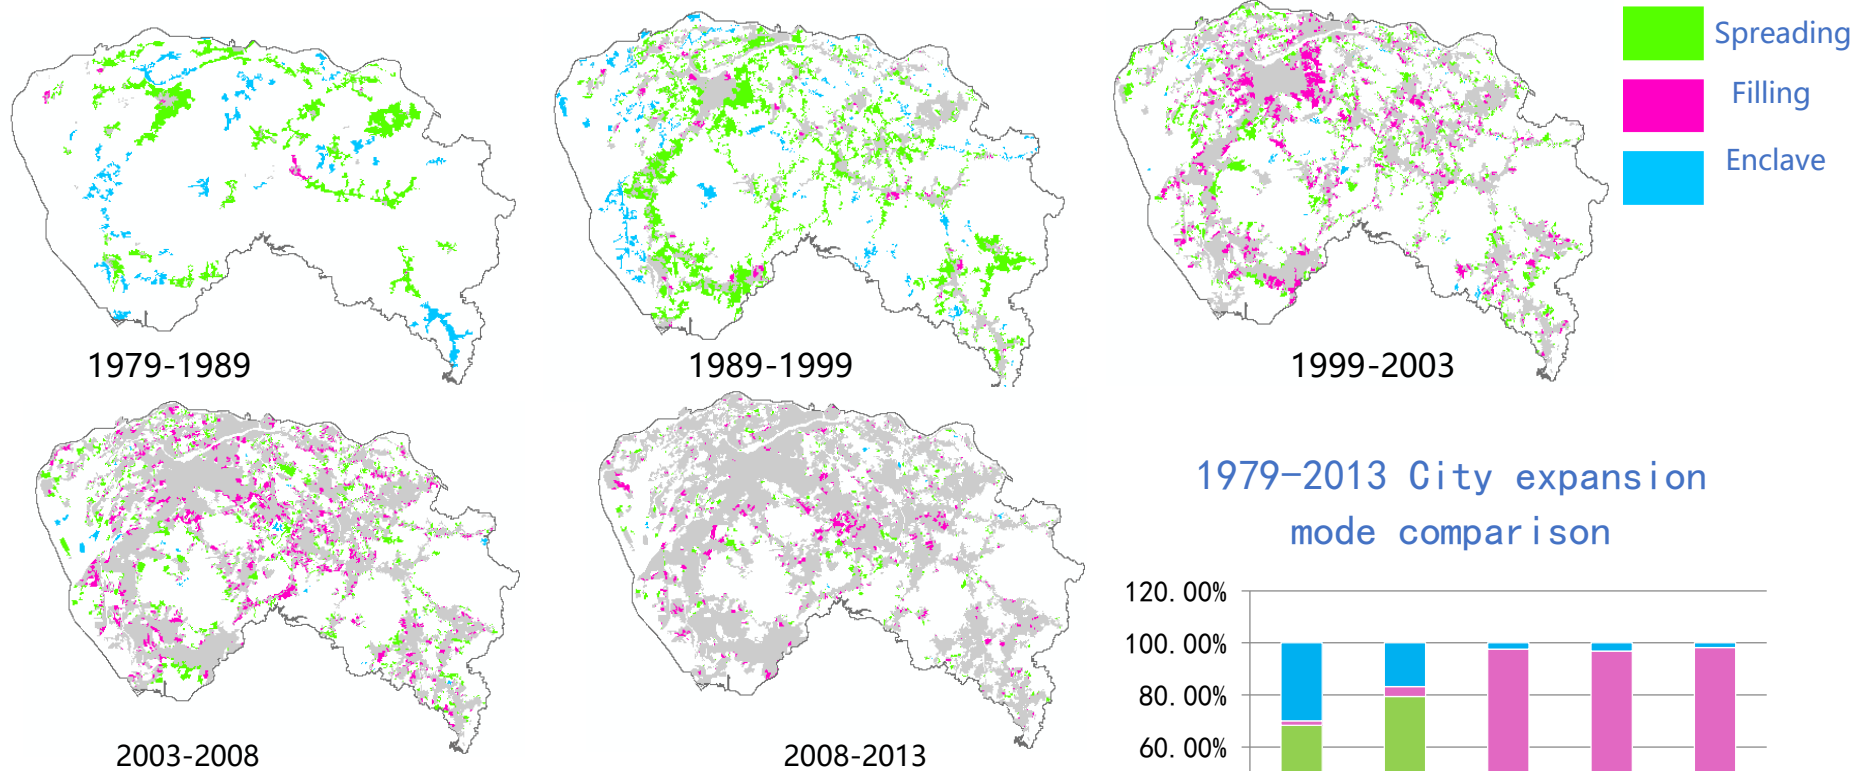 Spreading
Filling
Enclave
1979-1989
1989-1999
1999-2003
2003-2008
2008-2013
1979-2013 City expansion
mode comparison
120.00%
100.00%
80.00%
60.00%